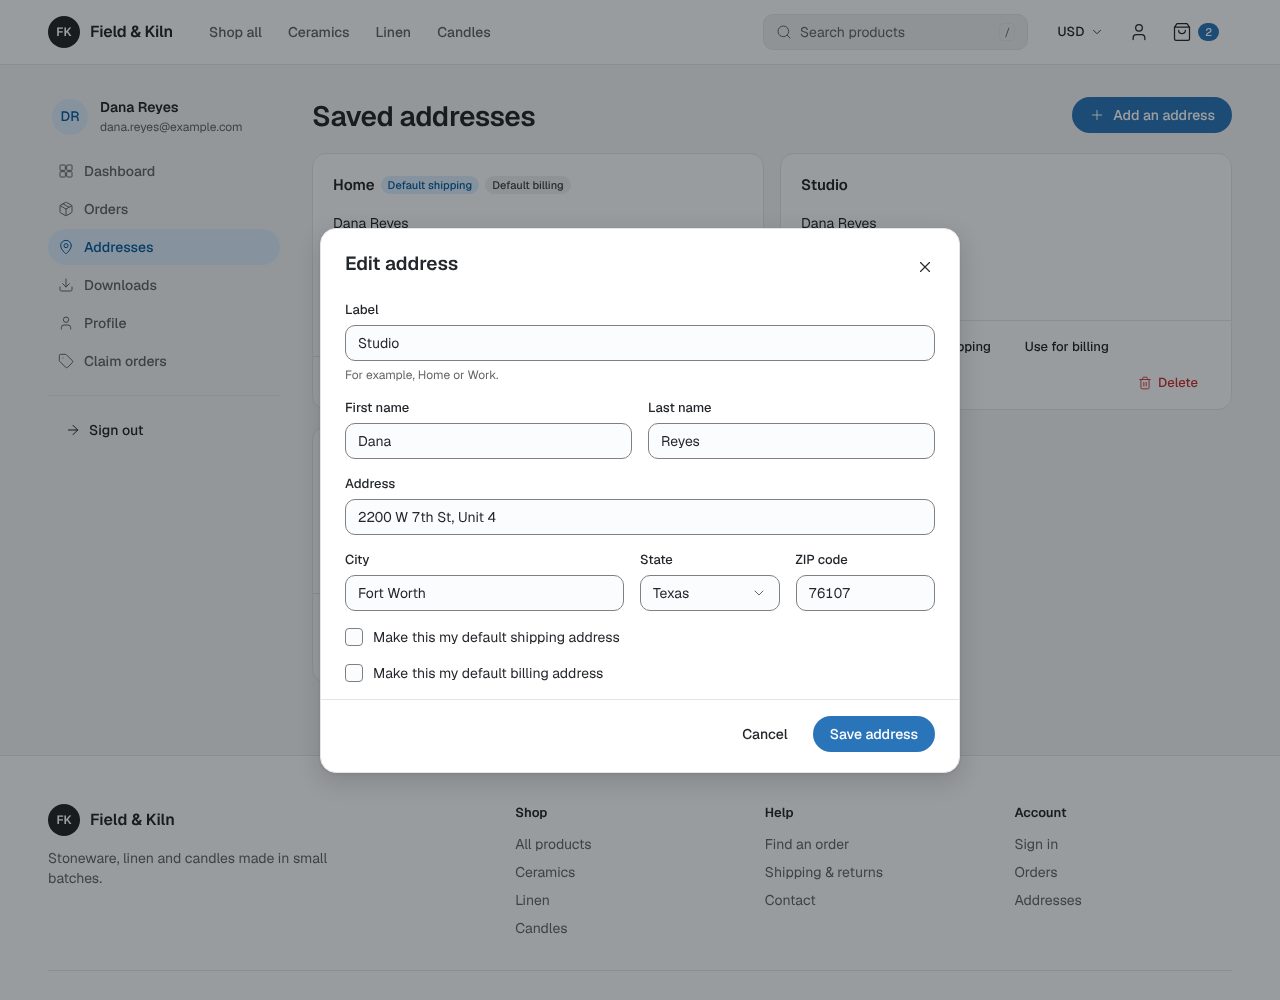 FK Field & Kiln Shop all Ceramics Linen Candles Search products / USD 2
DR Dana Reyes
dana.reyes@example.com
Dashboard
Orders
Addresses
Downloads
Profile
Claim orders
Sign out
Saved addresses
Add an address
Home Default shipping Default billing
Dana Reyes
Studio
Dana Reyes
Use for billing
Delete
Edit address
Label
Studio
For example, Home or Work.
First name Last name
Dana Reyes
Address
2200 W 7th St, Unit 4
City State ZIP code
Fort Worth Texas 76107
Make this my default shipping address
Make this my default billing address
Cancel Save address
FK Field & Kiln
Stoneware, linen and candles made in small
batches.
Shop
All products
Ceramics
Linen
Candles
Help
Find an order
Shipping & returns
Contact
Account
Sign in
Orders
Addresses